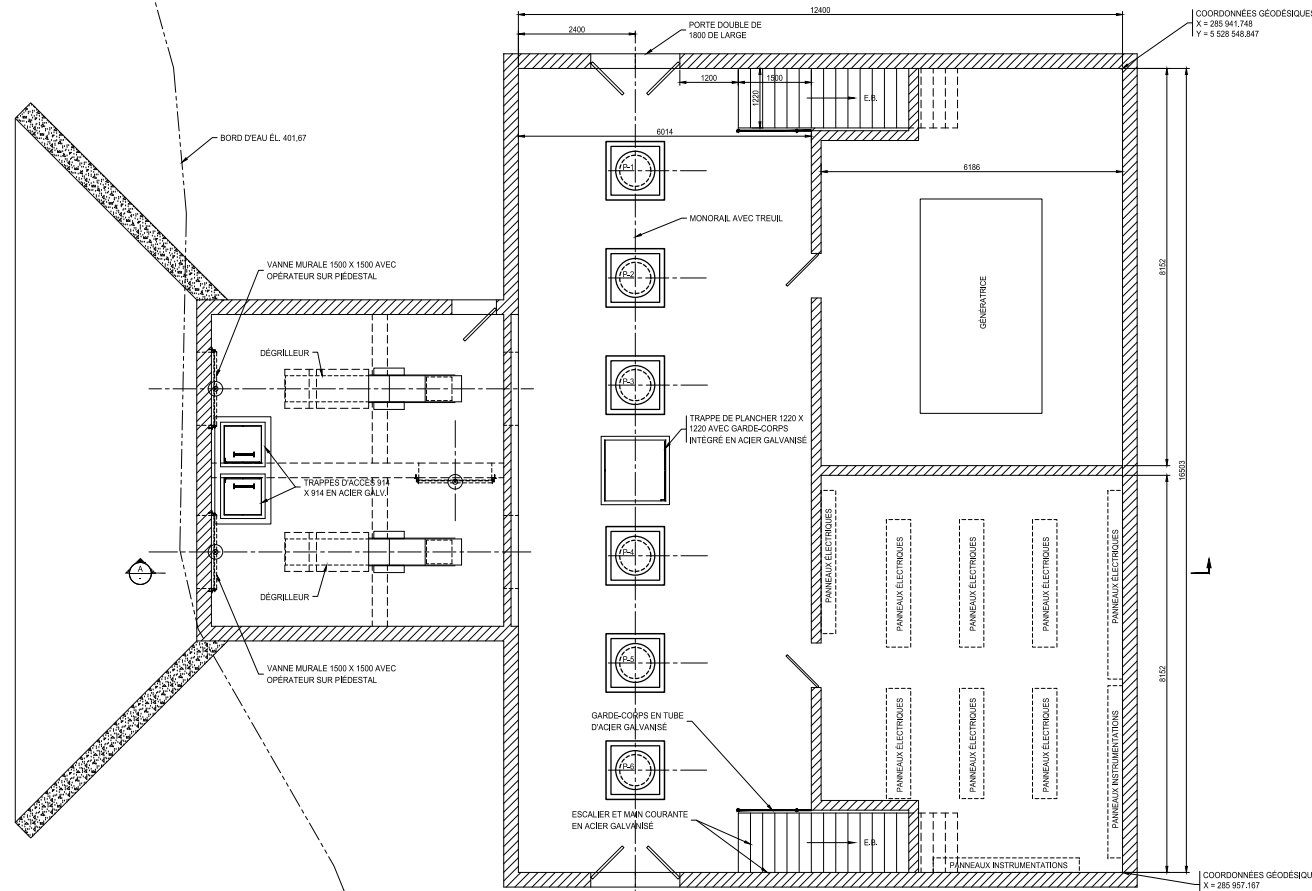 12400
COORDONNÉES GÉODÉSIQUES
X = 285 941.748
Y = 5 528 548.847
2400
PORTE DOUBLE DE
1800 DE LARGE
1200
1500
1220
E.B.
BORD D'EAU ÉL. 401,67
6014
P-1
6186
MONORAIL AVEC TREUIL
VANNE MURALE 1500 X 1500 AVEC
OPÉRATEUR SUR PIÉDESTAL
P-2
8152
GÉNÉRATRICE
DÉGRILLEUR
P-3
TRAPPE DE PLANCHER 1220 X
1220 AVEC GARDE-CORPS
INTÉGRÉ EN ACIER GALVANISÉ
16503
TRAPPES D'ACCÈS 914
X 914 EN ACIER GALV.
PANNEAUX ÉLECTRIQUES
PANNEAUX ÉLECTRIQUES
PANNEAUX ÉLECTRIQUES
PANNEAUX ÉLECTRIQUES
PANNEAUX ÉLECTRIQUES
P-4
A
-
DÉGRILLEUR
VANNE MURALE 1500 X 1500 AVEC
OPÉRATEUR SUR PIÉDESTAL
P-5
8152
GARDE-CORPS EN TUBE
D'ACIER GALVANISÉ
PANNEAUX ÉLECTRIQUES
PANNEAUX ÉLECTRIQUES
PANNEAUX ÉLECTRIQUES
PANNEAUX INSTRUMENTATIONS
P-6
ESCALIER ET MAIN COURANTE
EN ACIER GALVANISÉ
E.B.
PANNEAUX INSTRUMENTATIONS
COORDONNÉES GÉODÉSIQU
X = 285 957.167